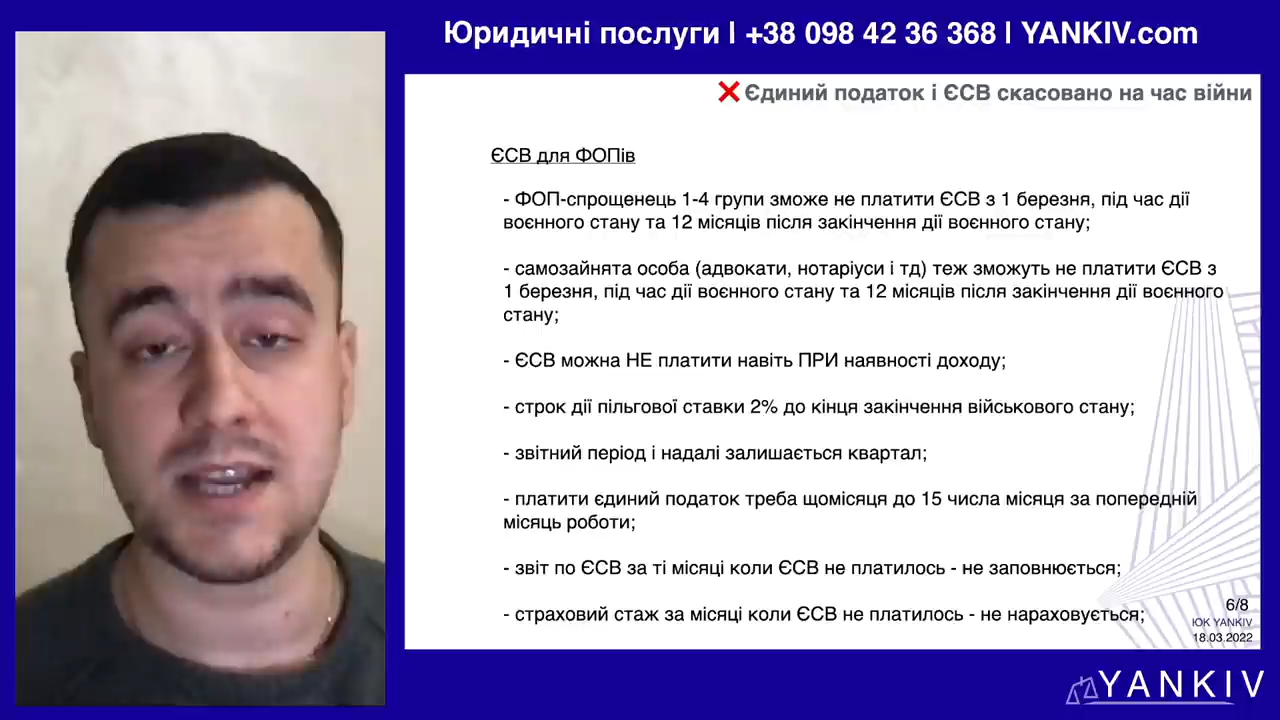 Юридичні послуги | +38 098 42 36 368 | YANKIV.com
❌ Єдиний податок і ЄСВ скасовано на час війни
ЄСВ для ФОПів
- ФОП-спрощенець 1-4 групи зможе не платити ЄСВ з 1 березня, під час дії
воєнного стану та 12 місяців після закінчення дії воєнного стану;
- самозайнята особа (адвокати, нотаріуси і тд) теж зможуть не платити ЄСВ з
1 березня, під час дії воєнного стану та 12 місяців після закінчення дії воєнного
стану;
- ЄСВ можна НЕ платити навіть ПРИ наявності доходу;
- строк дії пільгової ставки 2% до кінця закінчення військового стану;
- звітний період і надалі залишається квартал;
- платити єдиний податок треба щомісяця до 15 числа місяця за попередній
місяць роботи;
- звіт по ЄСВ за ті місяці коли ЄСВ не платилось - не заповнюється;
- страховий стаж за місяці коли ЄСВ не платилось - не нараховується;
6/8
ЮК YANKIV
18.03.2022
YANKIV